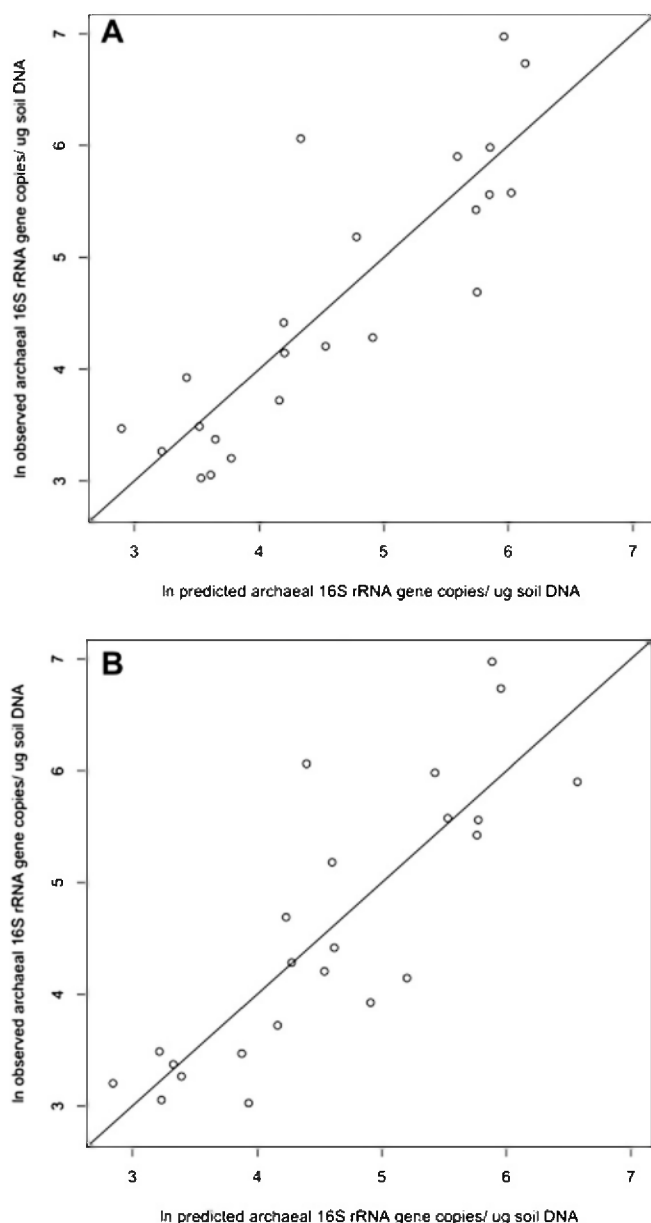 A
7
6
5
4
3
ln observed archaeal 16S rRNA gene copies/ ug soil DNA
3 4 5 6 7
ln predicted archaeal 16S rRNA gene copies/ ug soil DNA
B
7
6
5
4
3
ln observed archaeal 16S rRNA gene copies/ ug soil DNA
3 4 5 6 7
ln predicted archaeal 16S rRNA gene copies/ ug soil DNA